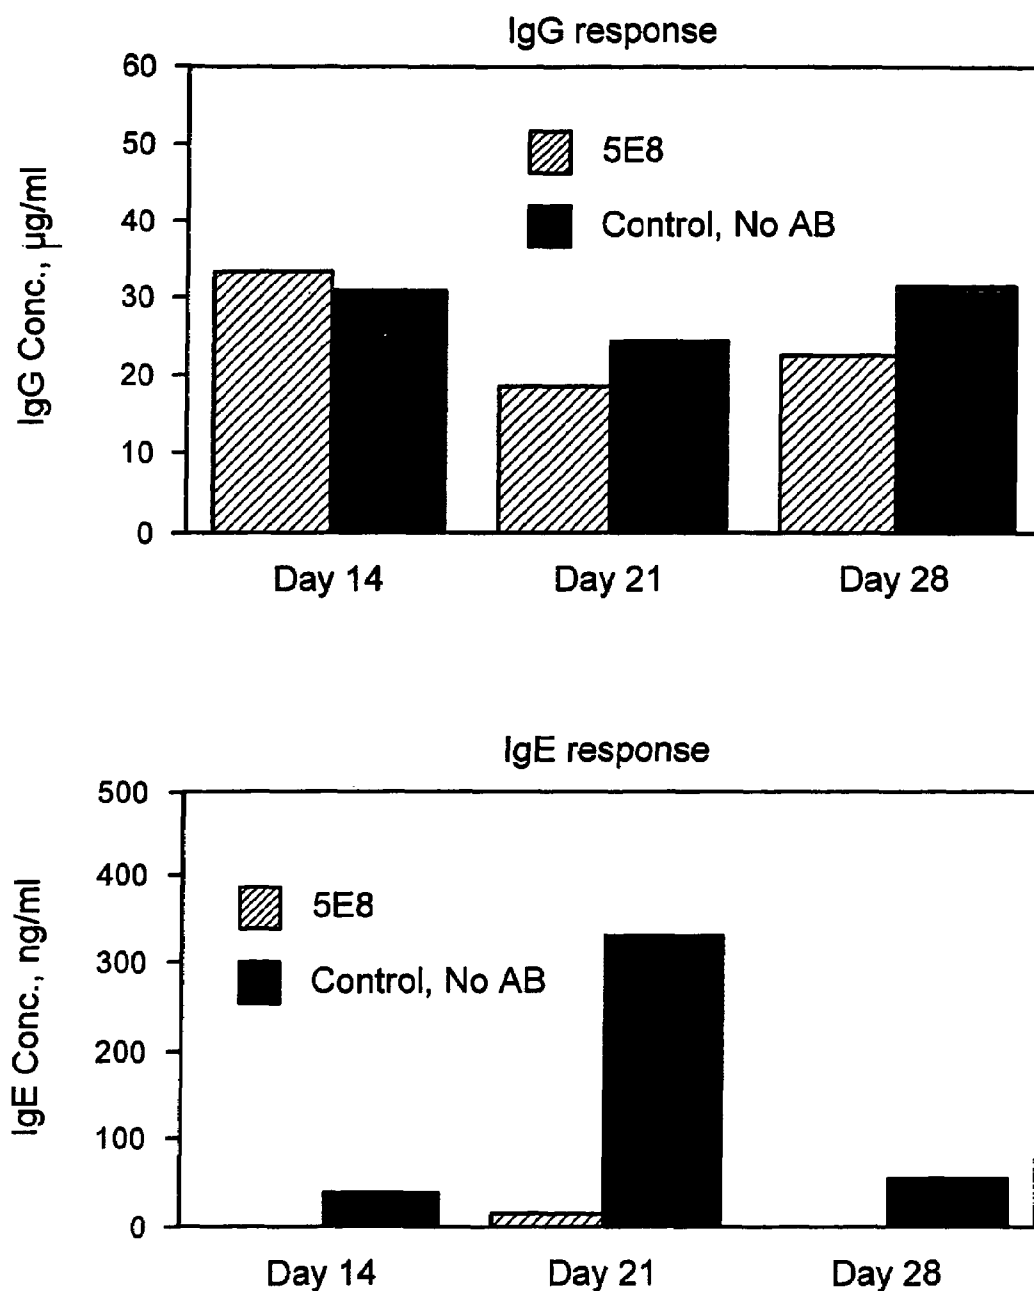 IgG response
60
50
40
30
20
10
0
IgG Conc., µg/ml
5E8
Control, No AB
Day 14 Day 21 Day 28
IgE response
500
400
300
200
100
0
IgE Conc., ng/ml
5E8
Control, No AB
Day 14 Day 21 Day 28